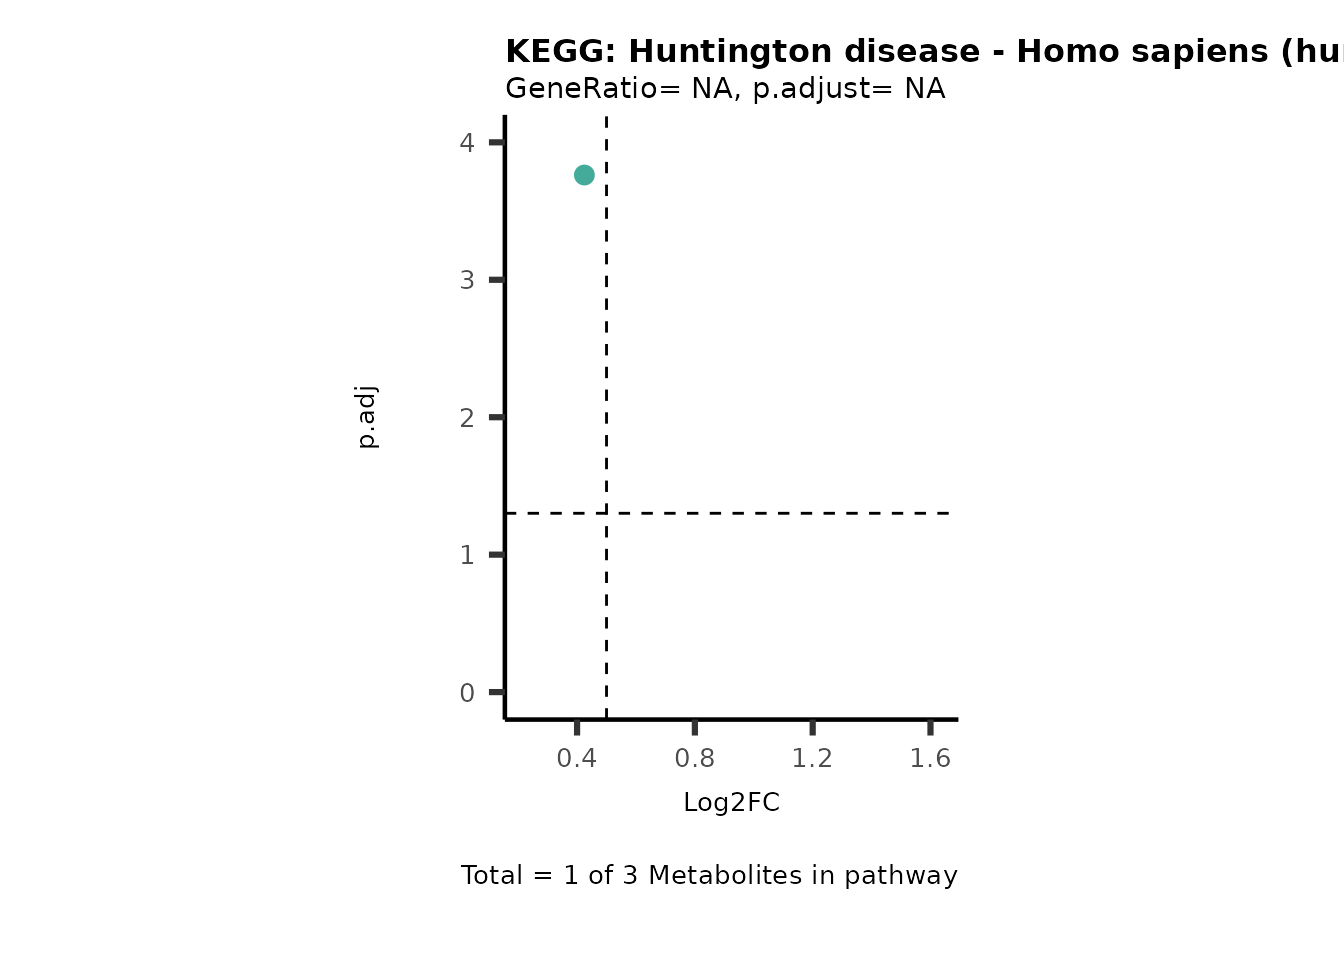 KEGG: Huntington disease - Homo sapiens (hu
GeneRatio= NA, p.adjust= NA
4
3
2
1
0
p.adj
0.4 0.8 1.2 1.6
Log2FC
Total = 1 of 3 Metabolites in pathway